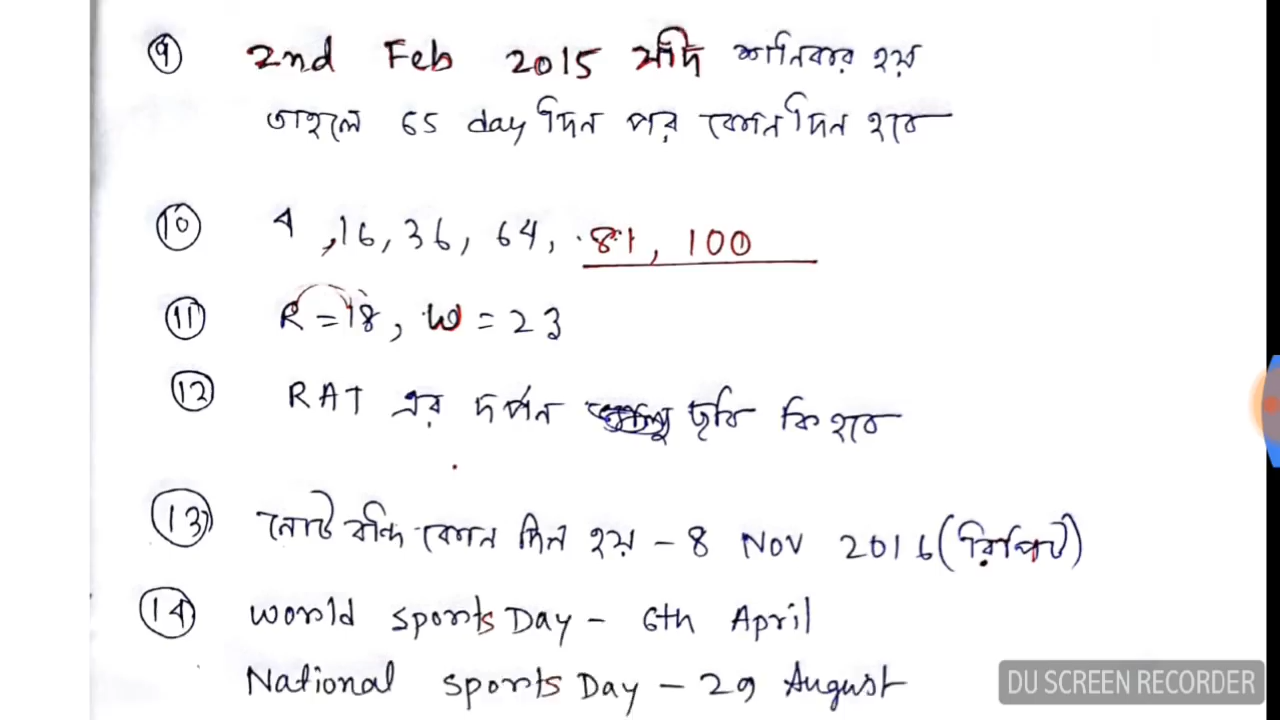 ৭ 2nd Feb 2015 যদি শনিবার হয়
তাহলে 65 day দিন পর কোন দিন হবে
10 4, 16, 36, 64, 81, 100
11 R = 18, W = 23
12 RAT এর দর্পন ছবি কি হবে
13 নোট বন্দি কোন দিন হয় - 8 Nov 2016 (রিপিট)
14 World Sports Day - 6th April
National Sports Day - 29 August
DU SCREEN RECORDER